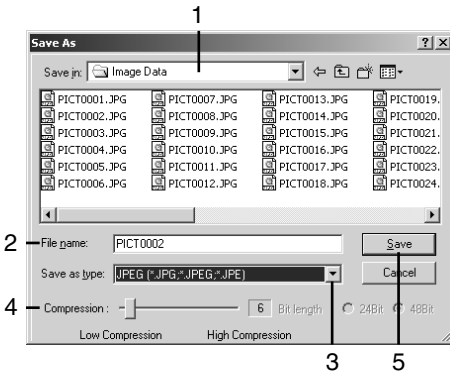 1
Save As
Save in: Image Data
PICT0001.JPG PICT0007.JPG PICT0013.JPG PICT0019.
PICT0002.JPG PICT0008.JPG PICT0014.JPG PICT0020.
PICT0003.JPG PICT0009.JPG PICT0015.JPG PICT0021.
PICT0004.JPG PICT0010.JPG PICT0016.JPG PICT0022.
PICT0005.JPG PICT0011.JPG PICT0017.JPG PICT0023.
PICT0006.JPG PICT0012.JPG PICT0018.JPG PICT0024.
2 File name: PICT0002 Save
Save as type: JPEG (*.JPG;*.JPEG;*.JPE) Cancel
4 Compression : 6 Bit length 24Bit 48Bit
Low Compression High Compression
3 5